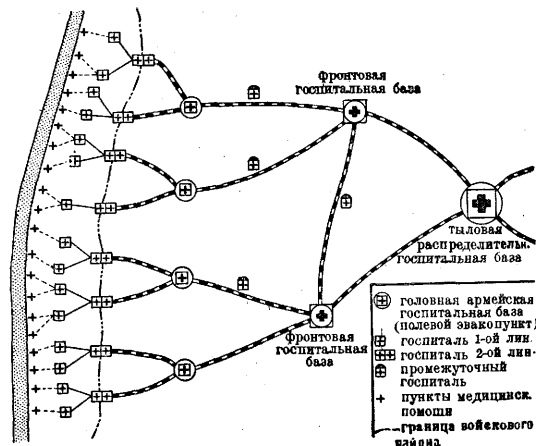 фронтовая
госпитальная база
тыловая
распределительн.
госпитальная база
фронтовая
госпитальная
база
головная армейская
госпитальная база
(полевой эвакопункт)
госпиталь 1-ой лин.
госпиталь 2-ой лин.
промежуточный
госпиталь
пункты медицинск.
помощи
граница войскового
района